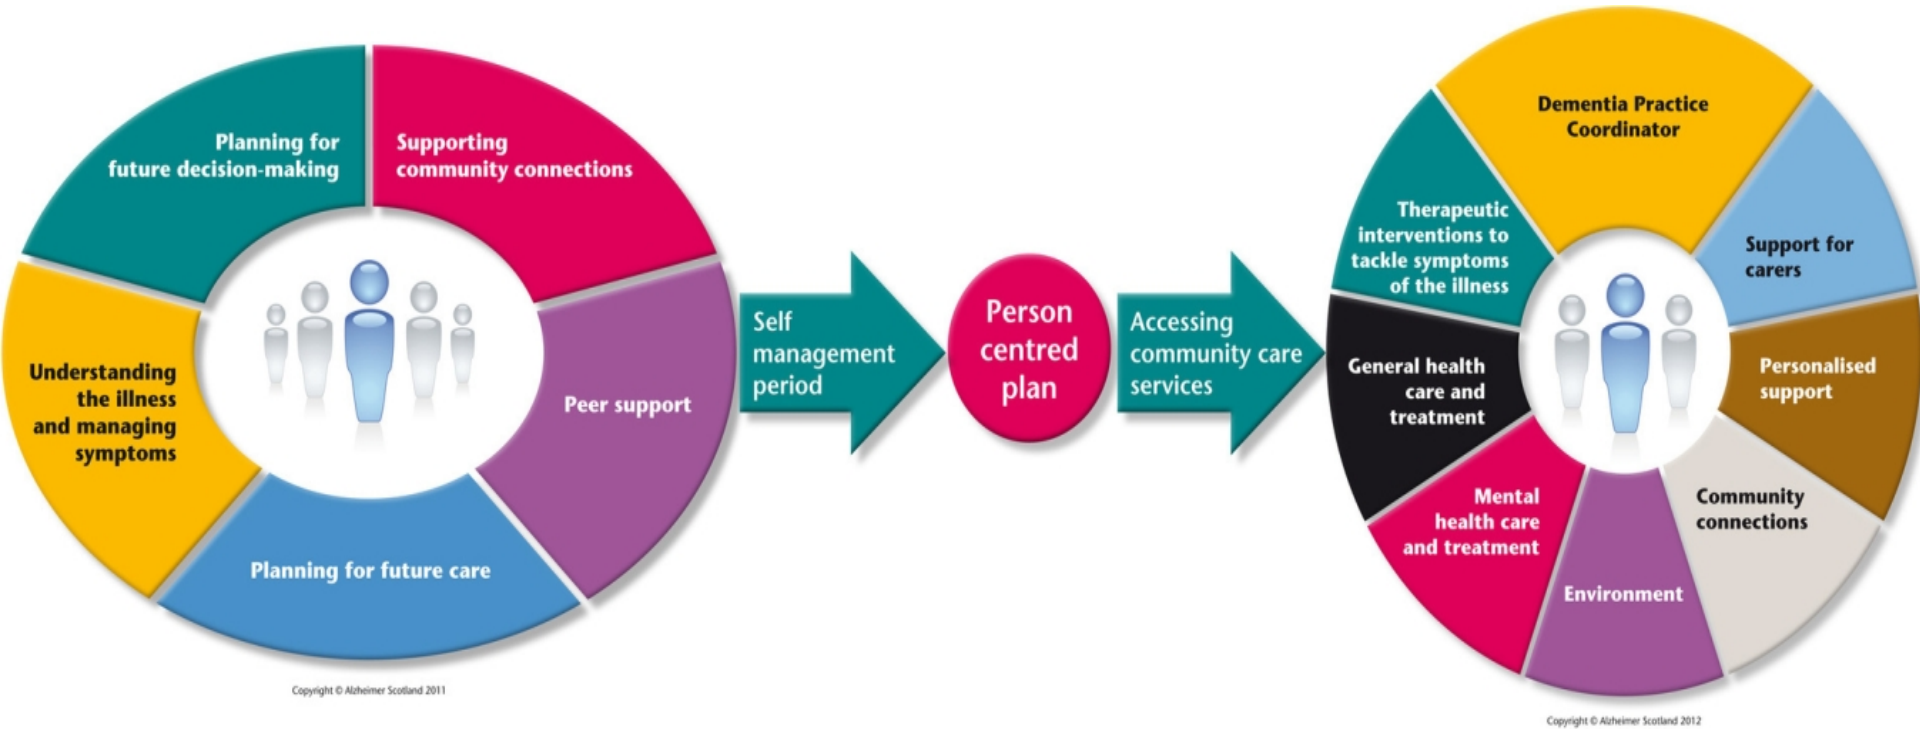 Planning for
future decision-making
Supporting
community connections
Understanding
the illness
and managing
symptoms
Peer support
Planning for future care
Copyright © Alzheimer Scotland 2011
Self
management
period
Person
centred
plan
Accessing
community care
services
Dementia Practice
Coordinator
Therapeutic
interventions to
tackle symptoms
of the illness
Support for
carers
General health
care and
treatment
Personalised
support
Mental
health care
and treatment
Community
connections
Environment
Copyright © Alzheimer Scotland 2012